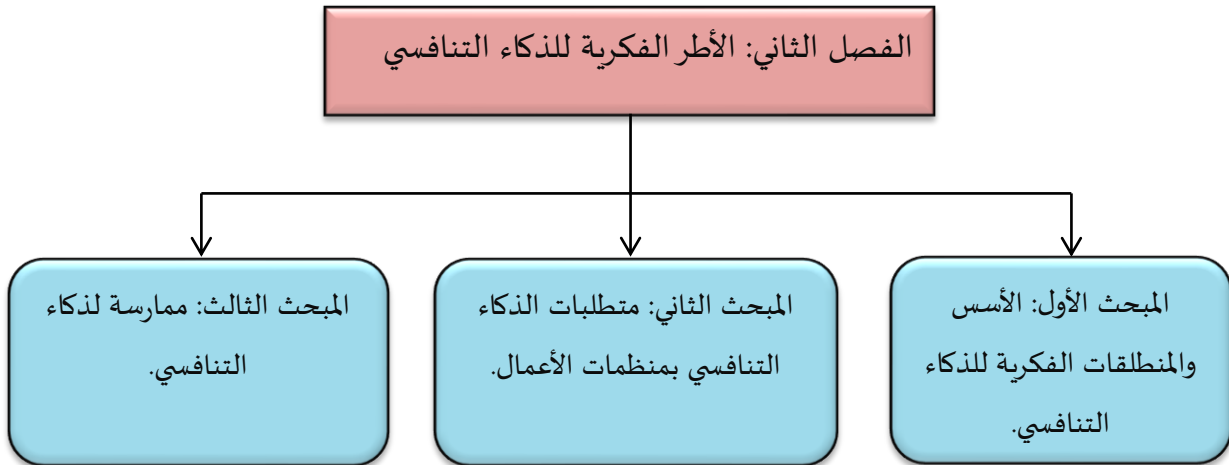 الفصل الثاني: الأطر الفكرية للذكاء التنافسي
المبحث الأول: الأسس
والمنطلقات الفكرية للذكاء
التنافسي.
المبحث الثاني: متطلبات الذكاء
التنافسي بمنظمات الأعمال.
المبحث الثالث: ممارسة لذكاء
التنافسي.